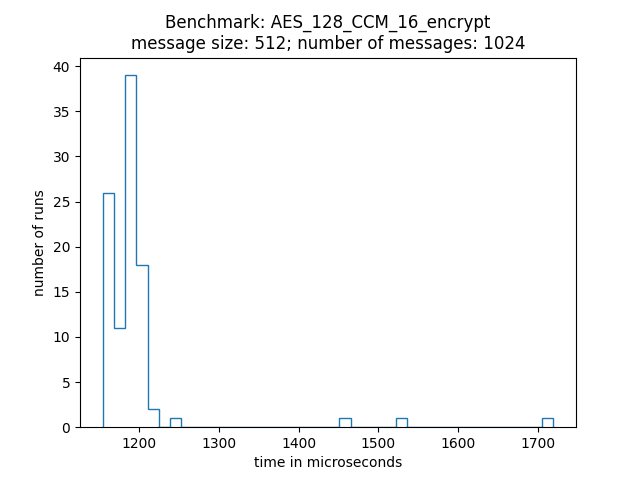 Benchmark: AES_128_CCM_16_encrypt
message size: 512; number of messages: 1024
40
35
30
25
20
15
10
5
0
number of runs
1200 1300 1400 1500 1600 1700
time in microseconds